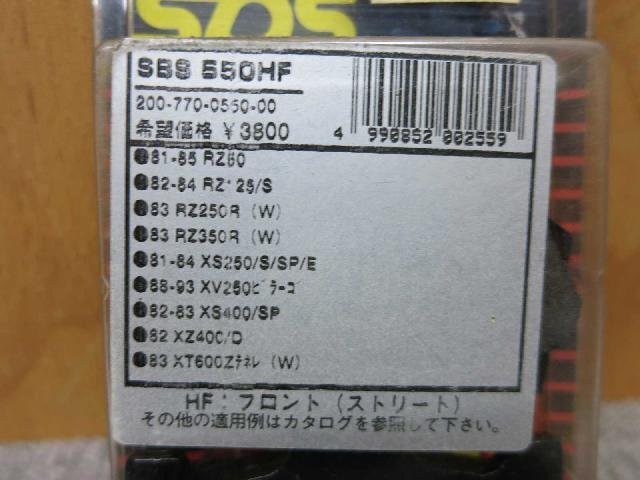 SBS
SBS 550HF
200-770-0550-00
希望価格 ¥3800
4 990852 002559
●81-85 RZ50
●82-84 RZ125/S
●83 RZ250R (W)
●83 RZ350R (W)
●81-84 XS250/S/SP/E
●88-93 XV250ﾋﾞﾗｰｺﾞ
●82-83 XS400/SP
●82 XZ400/D
●83 XT600Zﾃﾈﾚ (W)
HF:フロント(ストリート)
その他の適用例はカタログを参照して下さい。